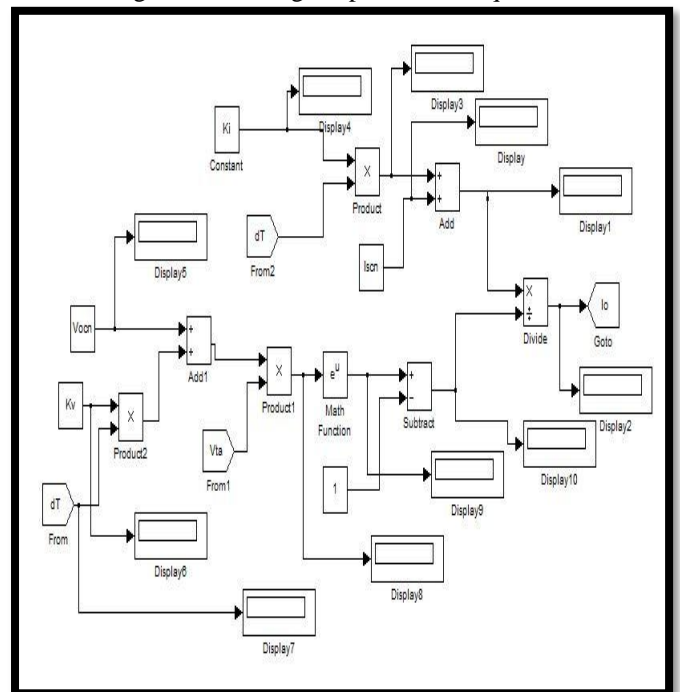 Display4
Display3
Display
Ki
Constant
X
Product
+
+
Add
Display1
dT
From2
Iscn
Display5
Vocn
+
+
Add1
X
÷
Divide
Io
Goto
Kv
X
Product2
X
Product1
e^u
Math
Function
+
−
Subtract
Display2
Vta
From1
1
Display10
Display9
dT
From
Display6
Display8
Display7